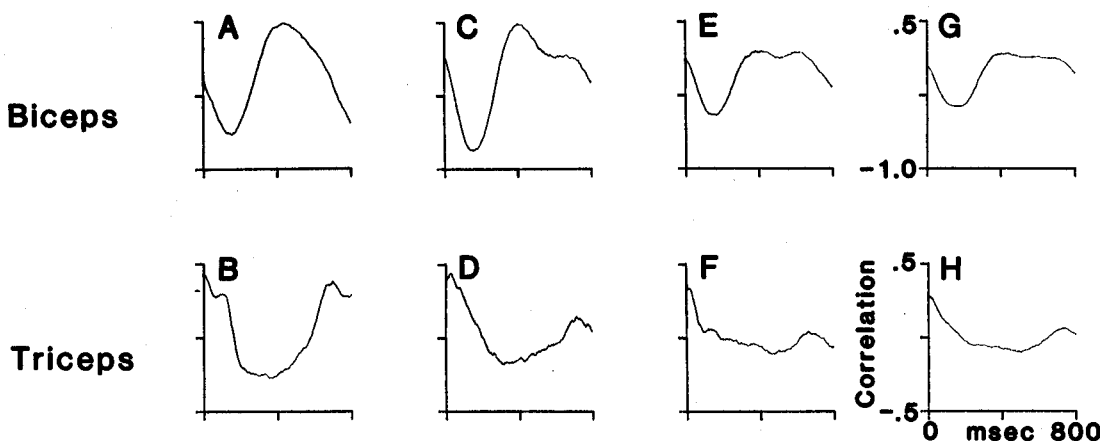 A C E G .5
Biceps
-1.0
B D F H .5
Triceps
Correlation
-.5
0 msec 800